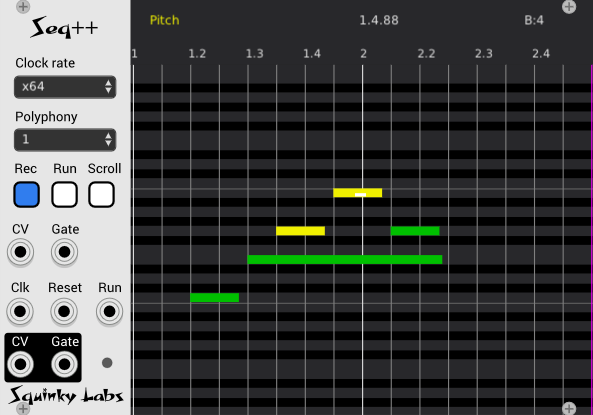 Seq++
Pitch 1.4.88 B:4
1 1.2 1.3 1.4 2 2.2 2.3 2.4
Clock rate
x64
Polyphony
1
Rec Run Scroll
CV Gate
Clk Reset Run
CV Gate
Squinky Labs